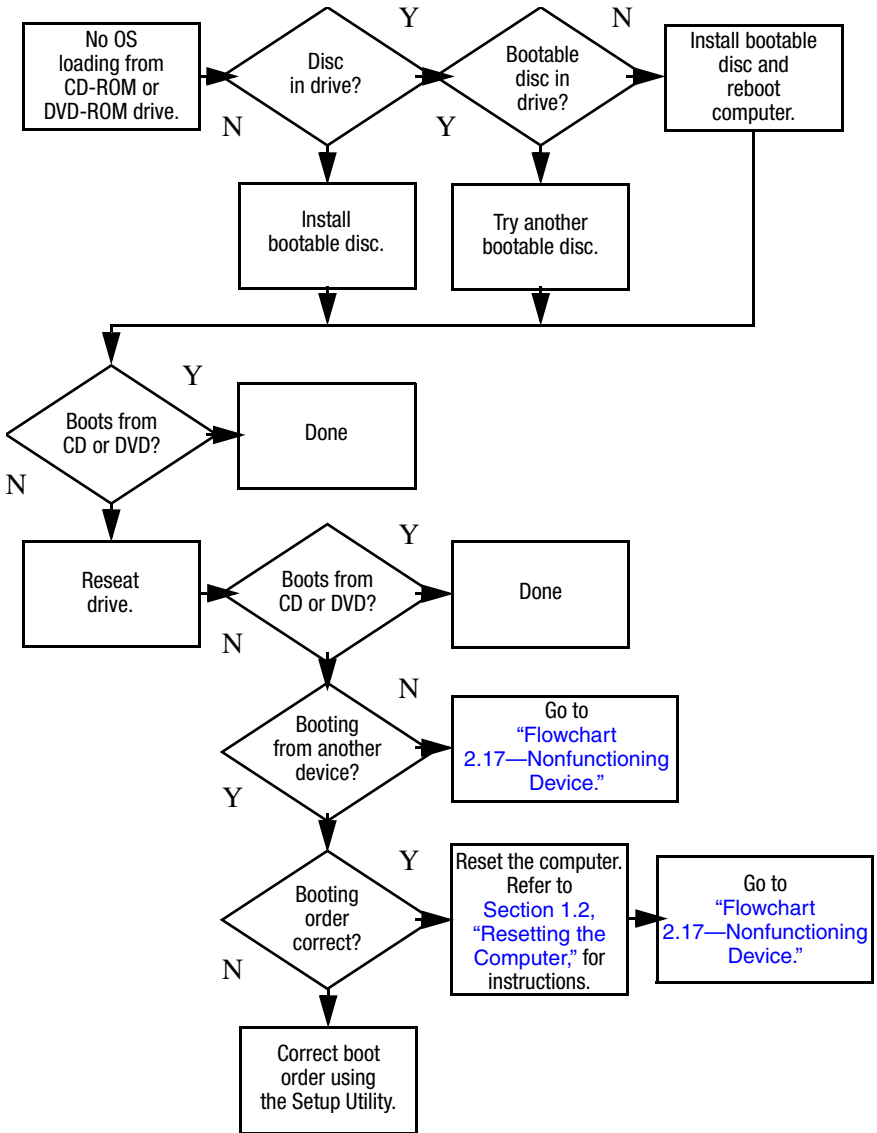 No OS
loading from
CD-ROM or
DVD-ROM drive.
Disc
in drive?
Y
N
Bootable
disc in
drive?
N
Y
Install bootable
disc and
reboot
computer.
Install
bootable disc.
Try another
bootable disc.
Boots from
CD or DVD?
Y
N
Done
Reseat
drive.
Boots from
CD or DVD?
Y
N
Done
Booting
from another
device?
N
Y
Go to
“Flowchart
2.17—Nonfunctioning
Device.”
Booting
order
correct?
Y
N
Reset the computer.
Refer to
Section 1.2,
“Resetting the
Computer,” for
instructions.
Go to
“Flowchart
2.17—Nonfunctioning
Device.”
Correct boot
order using
the Setup Utility.